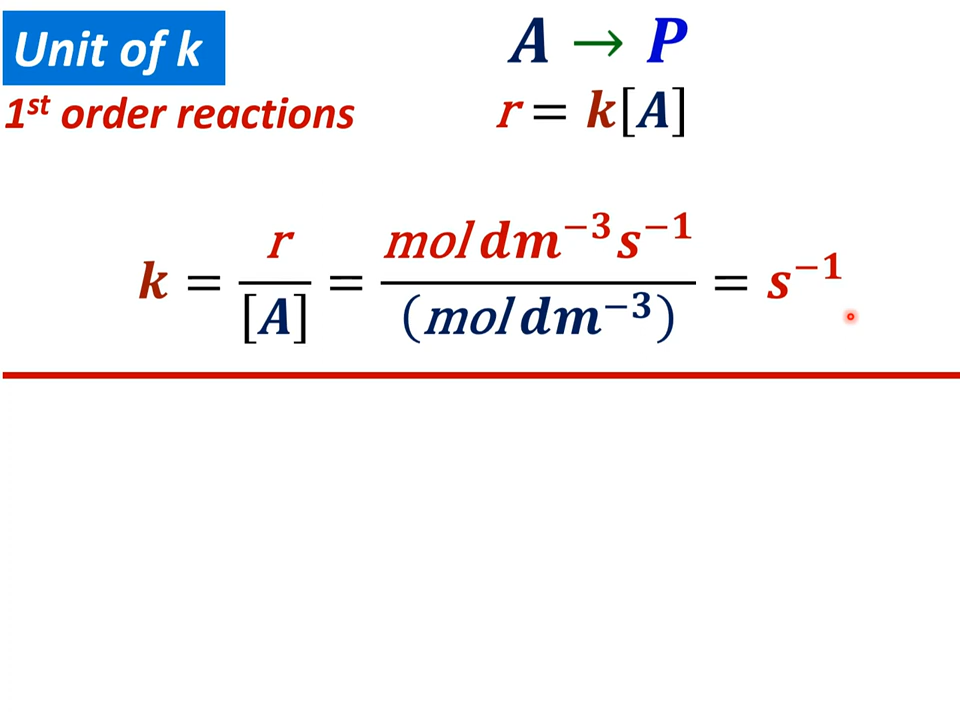 Unit of k
A → P
1st order reactions
r = k[A]
k = r/[A] = mol dm⁻³ s⁻¹/(mol dm⁻³) = s⁻¹